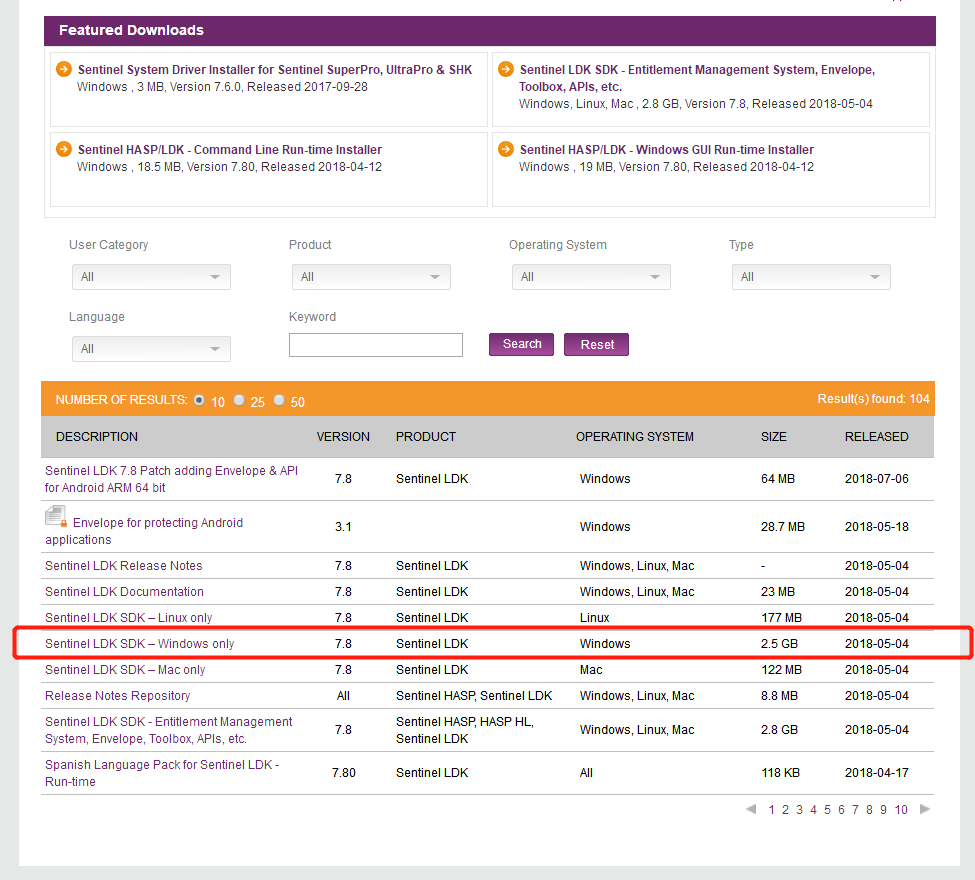 Featured Downloads
Sentinel System Driver Installer for Sentinel SuperPro, UltraPro & SHK
Windows , 3 MB, Version 7.6.0, Released 2017-09-28
Sentinel LDK SDK - Entitlement Management System, Envelope,
Toolbox, APIs, etc.
Windows, Linux, Mac , 2.8 GB, Version 7.8, Released 2018-05-04
Sentinel HASP/LDK - Command Line Run-time Installer
Windows , 18.5 MB, Version 7.80, Released 2018-04-12
Sentinel HASP/LDK - Windows GUI Run-time Installer
Windows , 19 MB, Version 7.80, Released 2018-04-12
User Category Product Operating System Type
All All All All
Language Keyword
All Search Reset
NUMBER OF RESULTS: 10 25 50 Result(s) found: 104
DESCRIPTION VERSION PRODUCT OPERATING SYSTEM SIZE RELEASED
Sentinel LDK 7.8 Patch adding Envelope & API
for Android ARM 64 bit
7.8 Sentinel LDK Windows 64 MB 2018-07-06
Envelope for protecting Android
applications
3.1 Windows 28.7 MB 2018-05-18
Sentinel LDK Release Notes 7.8 Sentinel LDK Windows, Linux, Mac - 2018-05-04
Sentinel LDK Documentation 7.8 Sentinel LDK Windows, Linux, Mac 23 MB 2018-05-04
Sentinel LDK SDK – Linux only 7.8 Sentinel LDK Linux 177 MB 2018-05-04
Sentinel LDK SDK – Windows only 7.8 Sentinel LDK Windows 2.5 GB 2018-05-04
Sentinel LDK SDK – Mac only 7.8 Sentinel LDK Mac 122 MB 2018-05-04
Release Notes Repository All Sentinel HASP, Sentinel LDK Windows, Linux, Mac 8.8 MB 2018-05-04
Sentinel LDK SDK - Entitlement Management
System, Envelope, Toolbox, APIs, etc.
7.8 Sentinel HASP, HASP HL,
Sentinel LDK
Windows, Linux, Mac 2.8 GB 2018-05-04
Spanish Language Pack for Sentinel LDK -
Run-time
7.80 Sentinel LDK All 118 KB 2018-04-17
1 2 3 4 5 6 7 8 9 10